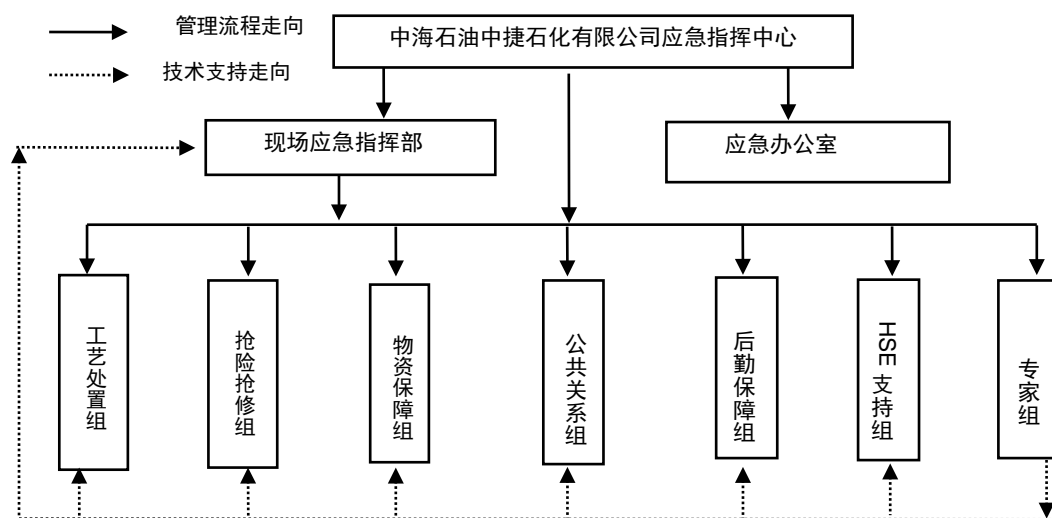 管理流程走向
中海石油中捷石化有限公司应急指挥中心
技术支持走向
现场应急指挥部
应急办公室
工艺处置组
抢险抢修组
物资保障组
公共关系组
后勤保障组
HSE 支持组
专家组